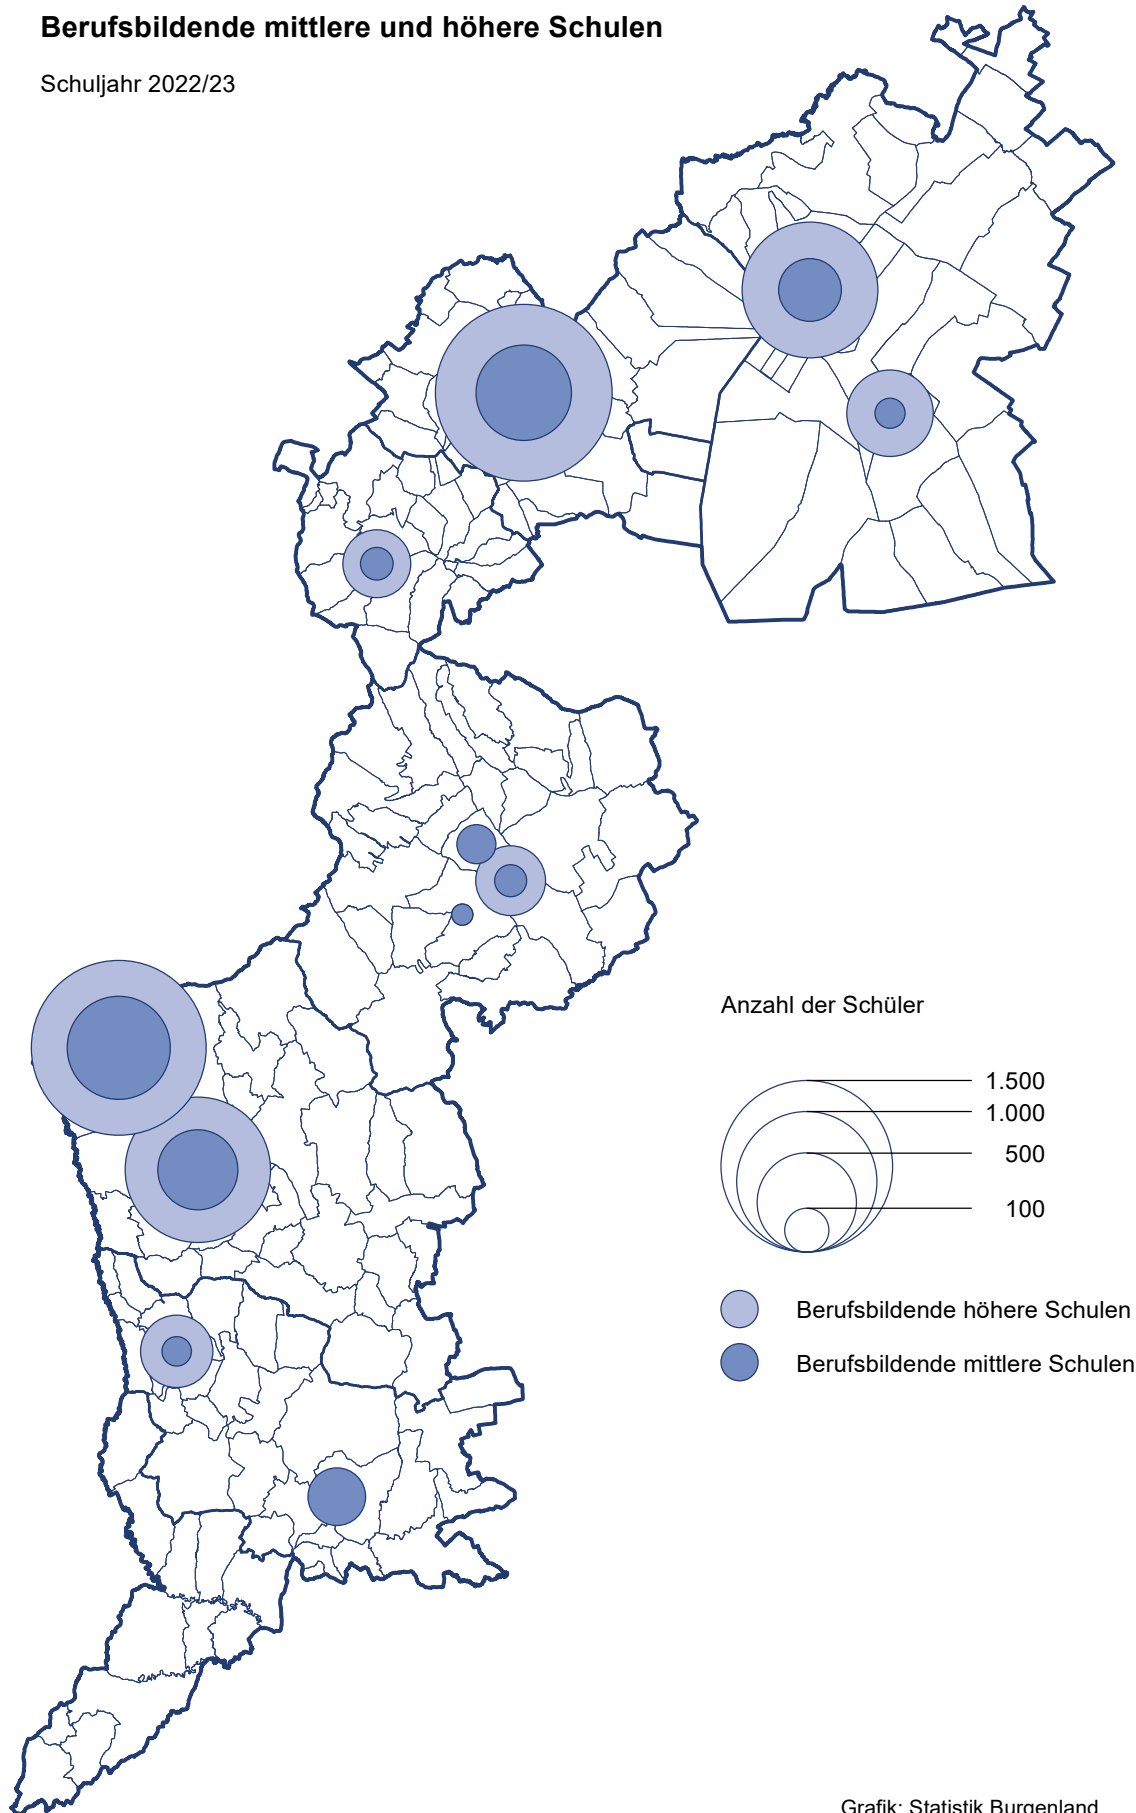 Berufsbildende mittlere und höhere Schulen
Schuljahr 2022/23
Anzahl der Schüler
1.500
1.000
500
100
Berufsbildende höhere Schulen
Berufsbildende mittlere Schulen
Grafik: Statistik Burgenland